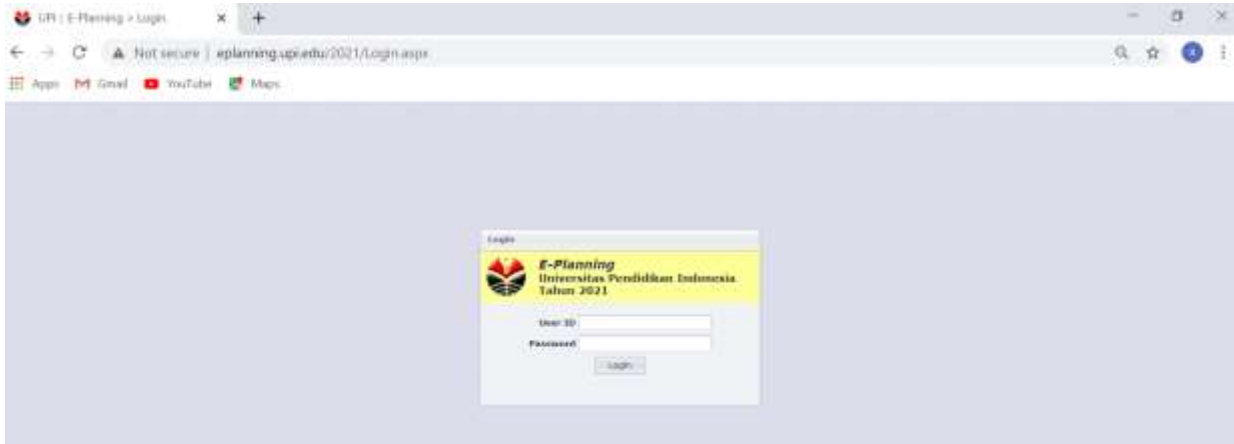 UPI | E-Planning > Login
Not secure | eplanning.upi.edu/2021/Login.aspx
Apps Gmail YouTube Maps
Login
E-Planning
Universitas Pendidikan Indonesia
Tahun 2021
User ID
Password
Login